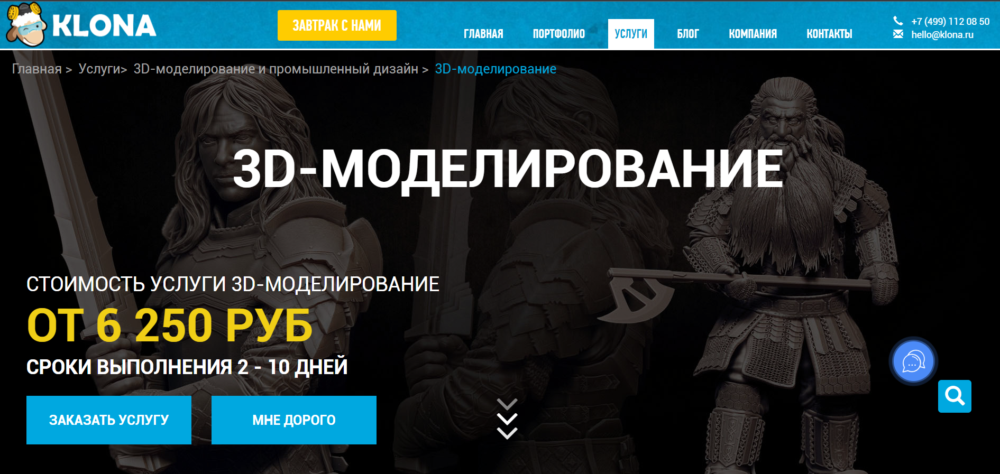 KLONA
ЗАВТРАК С НАМИ
ГЛАВНАЯ
ПОРТФОЛИО
УСЛУГИ
БЛОГ
КОМПАНИЯ
КОНТАКТЫ
+7 (499) 112 08 50
hello@klona.ru
Главная > Услуги> 3D-моделирование и промышленный дизайн > 3D-моделирование
3D-МОДЕЛИРОВАНИЕ
СТОИМОСТЬ УСЛУГИ 3D-МОДЕЛИРОВАНИЕ
ОТ 6 250 РУБ
СРОКИ ВЫПОЛНЕНИЯ 2 - 10 ДНЕЙ
ЗАКАЗАТЬ УСЛУГУ
МНЕ ДОРОГО